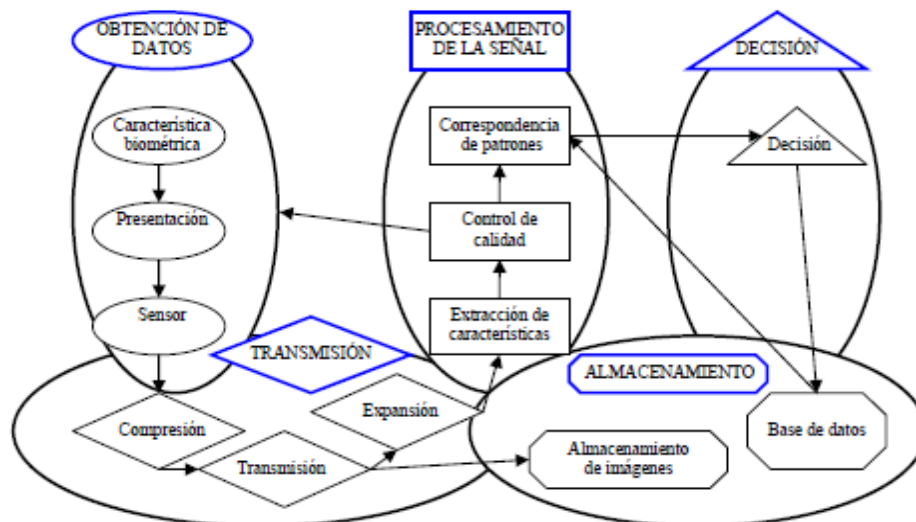 OBTENCIÓN DE
DATOS
PROCESAMIENTO
DE LA SEÑAL
DECISIÓN
Característica
biométrica
Correspondencia
de patrones
Decisión
Presentación
Control de
calidad
Sensor
Extracción de
características
TRANSMISIÓN
ALMACENAMIENTO
Expansión
Compresión
Base de datos
Transmisión
Almacenamiento
de imágenes